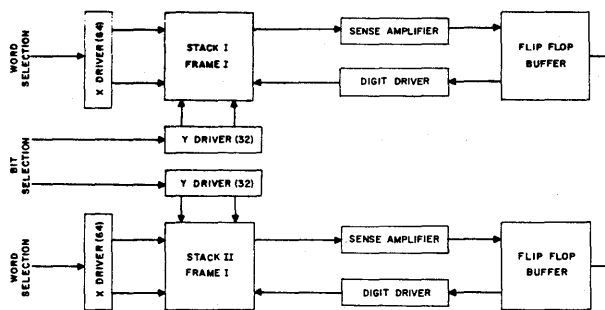 WORD
SELECTION
X DRIVER (64)
STACK I
FRAME I
SENSE AMPLIFIER
DIGIT DRIVER
FLIP FLOP
BUFFER
Y DRIVER (32)
BIT
SELECTION
Y DRIVER (32)
WORD
SELECTION
X DRIVER (64)
STACK II
FRAME I
SENSE AMPLIFIER
DIGIT DRIVER
FLIP FLOP
BUFFER